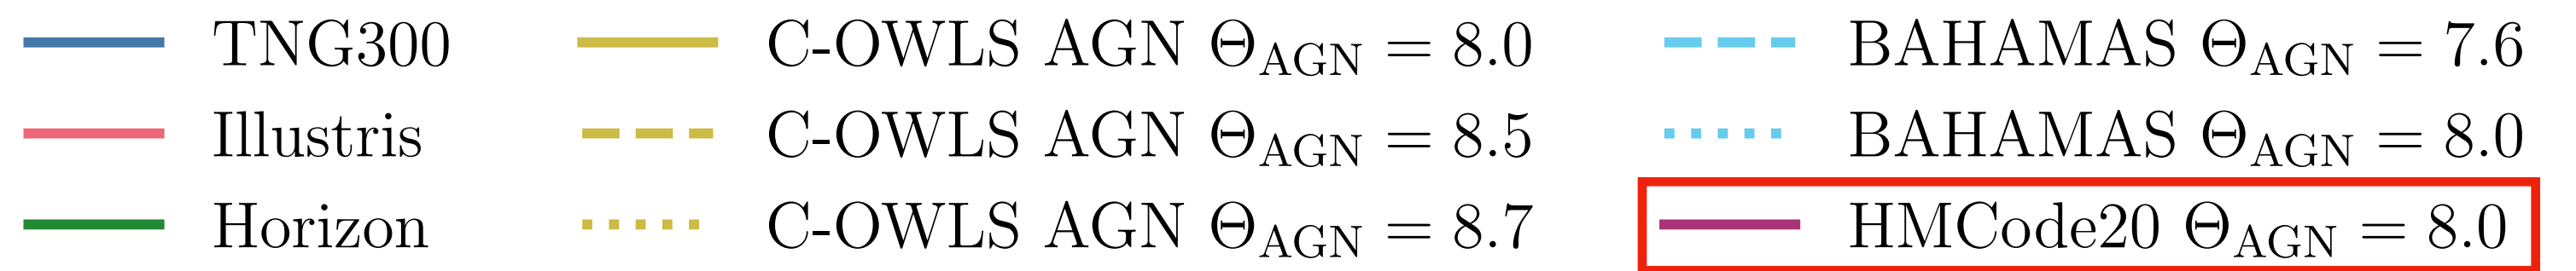 TNG300
Illustris
Horizon
C-OWLS AGN Θ_AGN = 8.0
C-OWLS AGN Θ_AGN = 8.5
C-OWLS AGN Θ_AGN = 8.7
BAHAMAS Θ_AGN = 7.6
BAHAMAS Θ_AGN = 8.0
HMCode20 Θ_AGN = 8.0